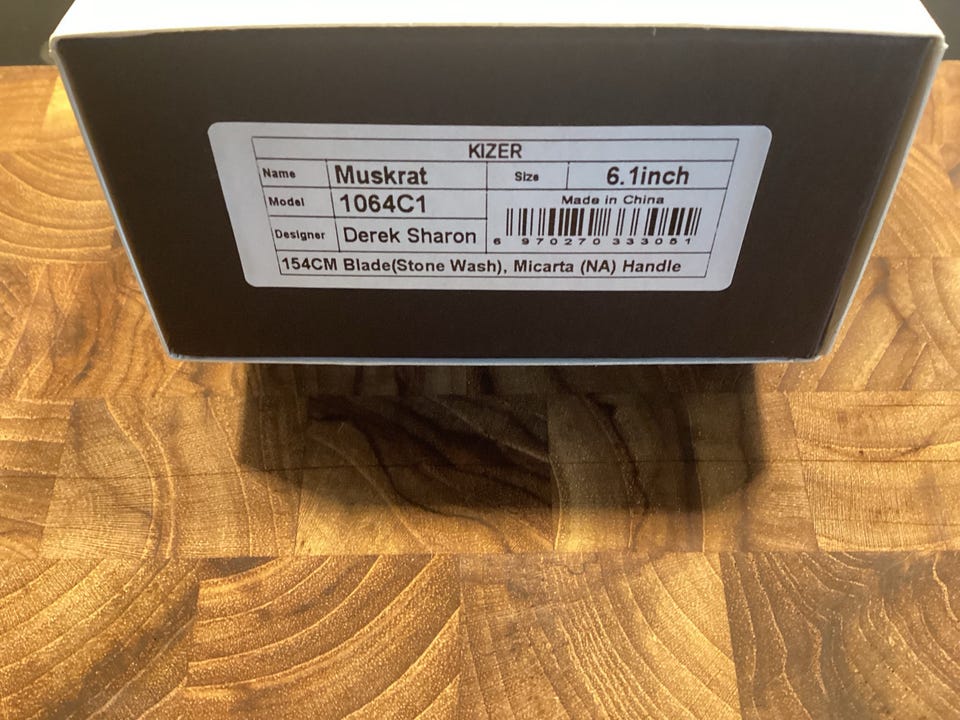 KIZER
Name Muskrat Size 6.1inch
Model 1064C1 Made in China
Designer Derek Sharon 6 970270 333051
154CM Blade(Stone Wash), Micarta (NA) Handle